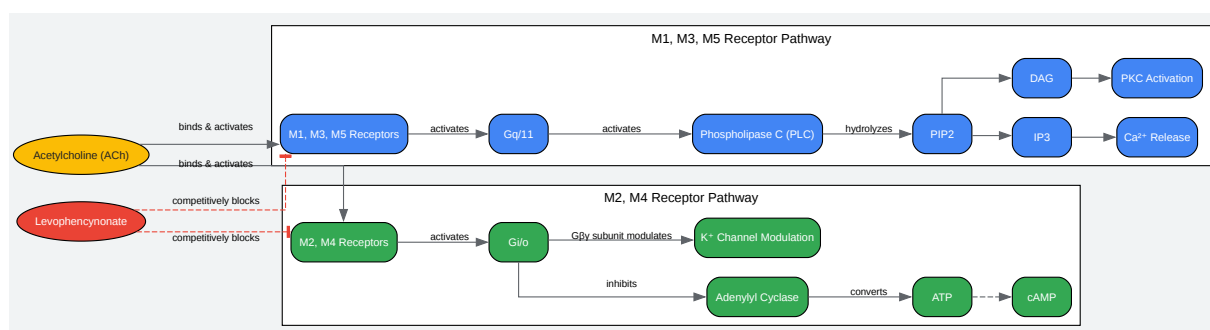 M1, M3, M5 Receptor Pathway
DAG
PKC Activation
binds & activates
M1, M3, M5 Receptors
activates
Gq/11
activates
Phospholipase C (PLC)
hydrolyzes
PIP2
IP3
Ca²⁺ Release
Acetylcholine (ACh)
binds & activates
M2, M4 Receptor Pathway
competitively blocks
Levophencynonate
competitively blocks
M2, M4 Receptors
activates
Gi/o
Gβγ subunit modulates
K⁺ Channel Modulation
inhibits
Adenylyl Cyclase
converts
ATP
cAMP